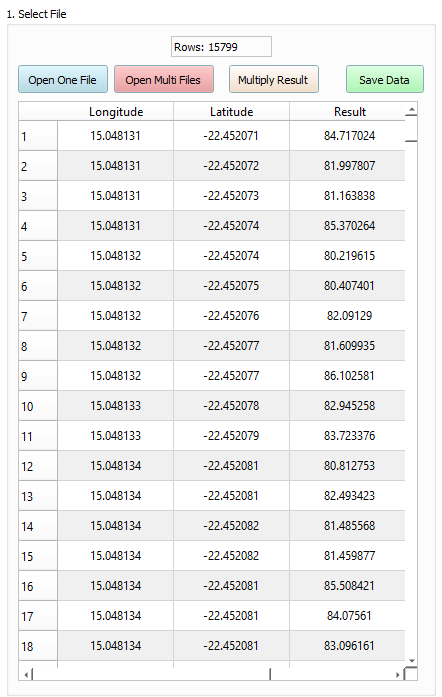 1. Select File
Rows: 15799
Open One File Open Multi Files Multiply Result Save Data
Longitude Latitude Result
1 15.048131 -22.452071 84.717024
2 15.048131 -22.452072 81.997807
3 15.048131 -22.452073 81.163838
4 15.048131 -22.452074 85.370264
5 15.048132 -22.452074 80.219615
6 15.048132 -22.452075 80.407401
7 15.048132 -22.452076 82.09129
8 15.048132 -22.452077 81.609935
9 15.048132 -22.452077 86.102581
10 15.048133 -22.452078 82.945258
11 15.048133 -22.452079 83.723376
12 15.048134 -22.452081 80.812753
13 15.048134 -22.452081 82.493423
14 15.048134 -22.452082 81.485568
15 15.048134 -22.452082 81.459877
16 15.048134 -22.452081 85.508421
17 15.048134 -22.452081 84.07561
18 15.048134 -22.452081 83.096161